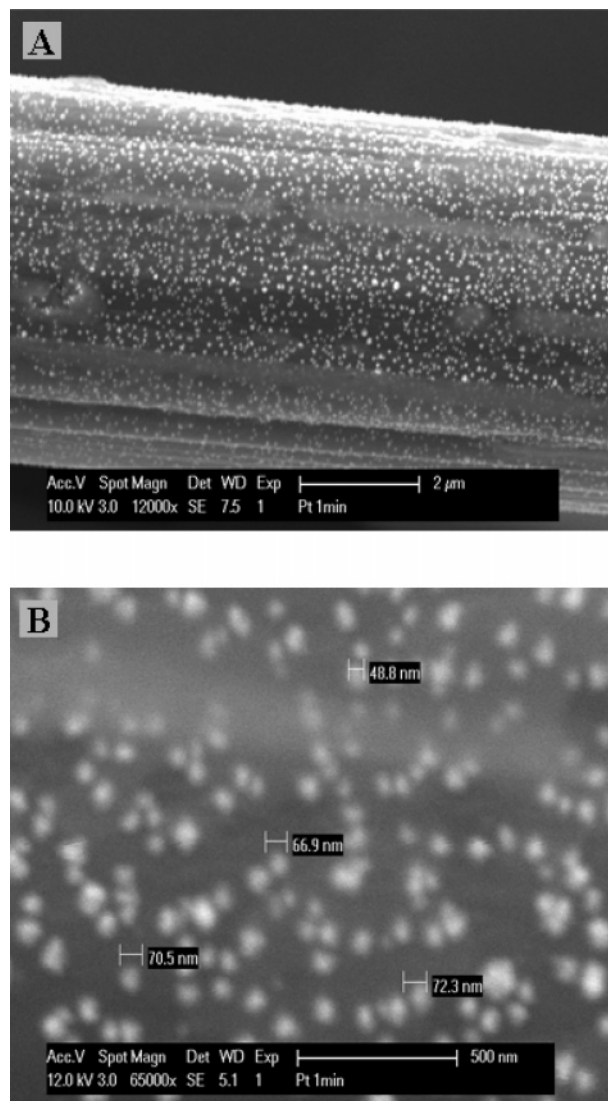 A
Acc.V Spot Magn Det WD Exp 2 µm
10.0 kV 3.0 12000x SE 7.5 1 Pt 1min
B
48.8 nm
66.9 nm
70.5 nm
72.3 nm
Acc.V Spot Magn Det WD Exp 500 nm
12.0 kV 3.0 65000x SE 5.1 1 Pt 1min